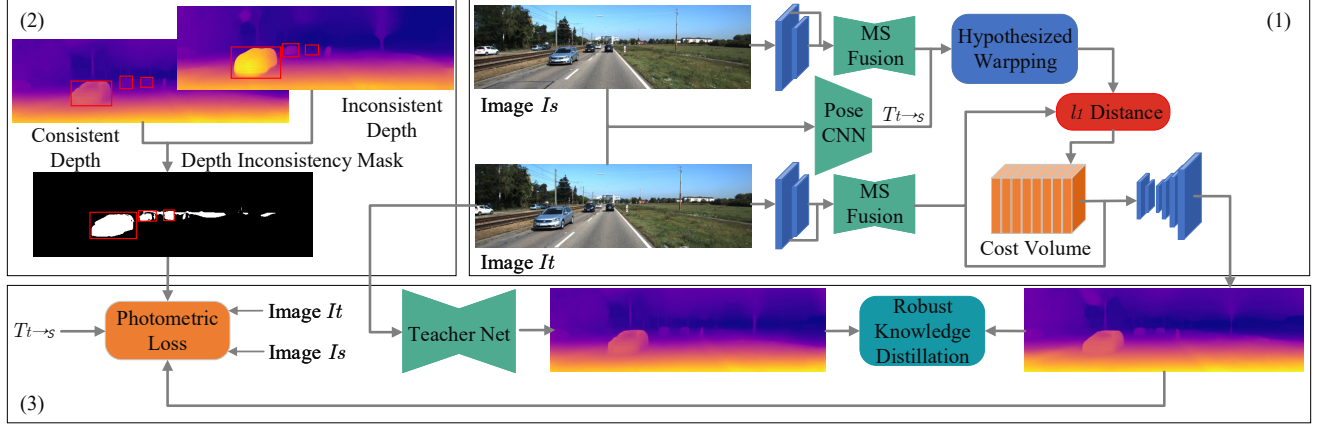 (2)
Inconsistent
Depth
Consistent
Depth
Depth Inconsistency Mask
(1)
Image Is
MS
Fusion
Hypothesized
Warpping
Pose
CNN
Tt→s
l1 Distance
Image It
MS
Fusion
Cost Volume
Tt→s
Photometric
Loss
Image It
Image Is
Teacher Net
Robust
Knowledge
Distillation
(3)